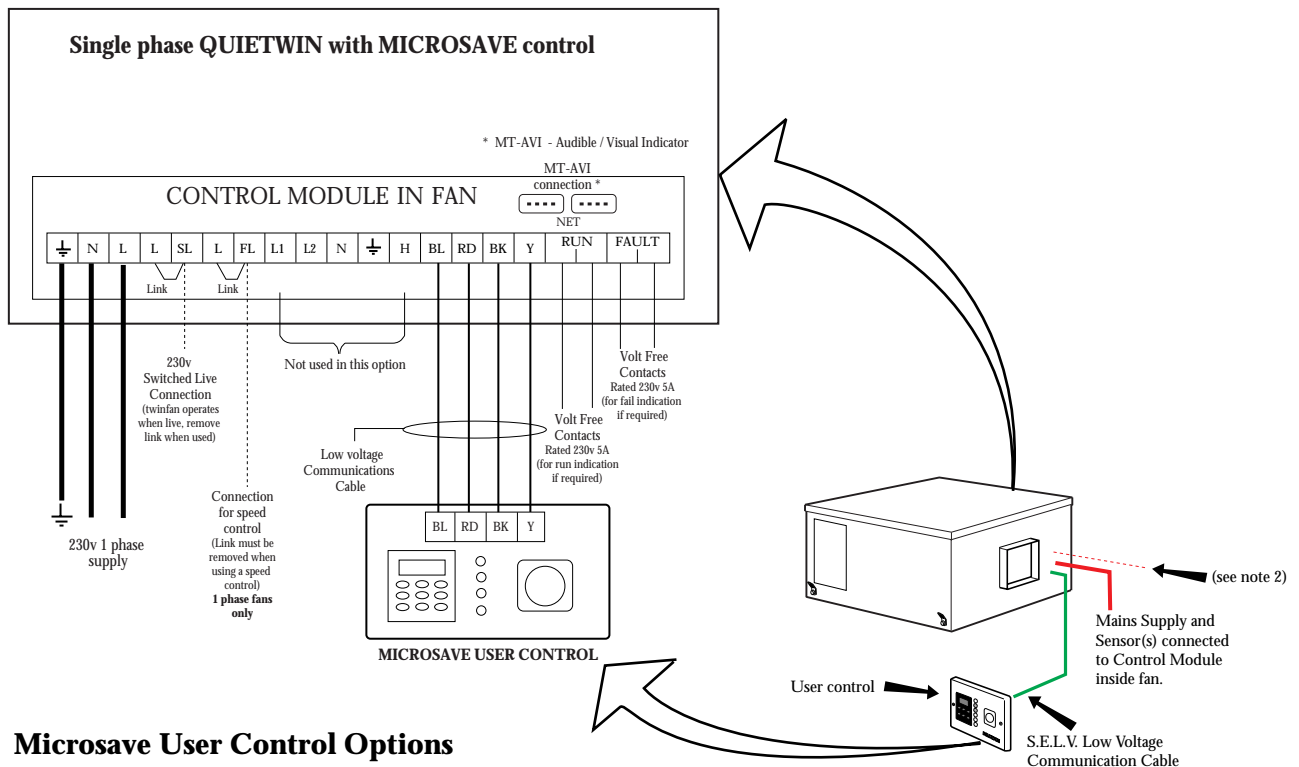 Single phase QUIETWIN with MICROSAVE control
* MT-AVI - Audible / Visual Indicator
MT-AVI
connection *
CONTROL MODULE IN FAN
NET
N L L SL L FL L1 L2 N H BL RD BK Y RUN FAULT
Link
Link
230v
Switched Live
Connection
(twinfan operates
when live, remove
link when used)
Not used in this option
Volt Free
Contacts
Rated 230v 5A
(for fail indication
if required)
Volt Free
Contacts
Rated 230v 5A
(for run indication
if required)
Low voltage
Communications
Cable
Connection
for speed
control
(Link must be
removed when
using a speed
control)
1 phase fans
only
230v 1 phase
supply
BL RD BK Y
MICROSAVE USER CONTROL
(see note 2)
Mains Supply and
Sensor(s) connected
to Control Module
inside fan.
User control
S.E.L.V. Low Voltage
Communication Cable
Microsave User Control Options